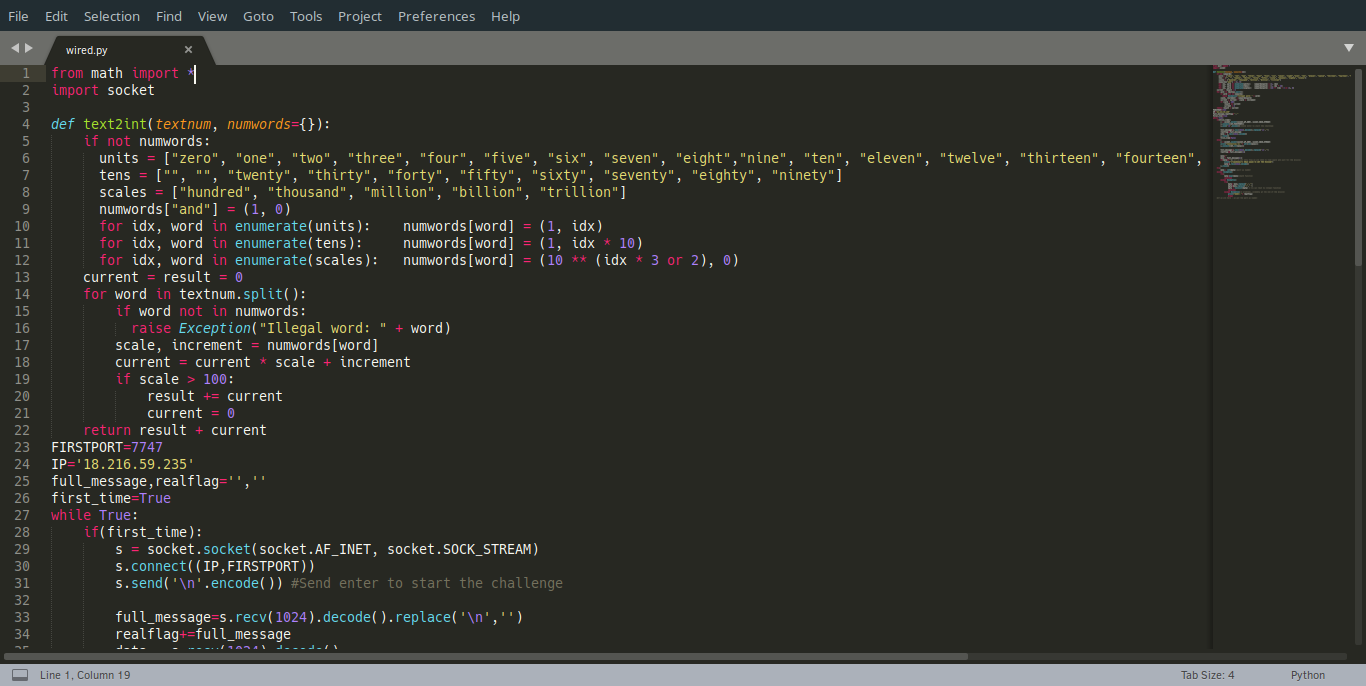 File Edit Selection Find View Goto Tools Project Preferences Help
wired.py ×
1 from math import *
2 import socket
3
4 def text2int(textnum, numwords={}):
5     if not numwords:
6       units = ["zero", "one", "two", "three", "four", "five", "six", "seven", "eight","nine", "ten", "eleven", "twelve", "thirteen", "fourteen",
7       tens = ["", "", "twenty", "thirty", "forty", "fifty", "sixty", "seventy", "eighty", "ninety"]
8       scales = ["hundred", "thousand", "million", "billion", "trillion"]
9       numwords["and"] = (1, 0)
10       for idx, word in enumerate(units):    numwords[word] = (1, idx)
11       for idx, word in enumerate(tens):     numwords[word] = (1, idx * 10)
12       for idx, word in enumerate(scales):   numwords[word] = (10 ** (idx * 3 or 2), 0)
13     current = result = 0
14     for word in textnum.split():
15         if word not in numwords:
16           raise Exception("Illegal word: " + word)
17         scale, increment = numwords[word]
18         current = current * scale + increment
19         if scale > 100:
20             result += current
21             current = 0
22     return result + current
23 FIRSTPORT=7747
24 IP='18.216.59.235'
25 full_message,realflag='',''
26 first_time=True
27 while True:
28     if(first_time):
29         s = socket.socket(socket.AF_INET, socket.SOCK_STREAM)
30         s.connect((IP,FIRSTPORT))
31         s.send('\n'.encode()) #Send enter to start the challenge
32
33         full_message=s.recv(1024).decode().replace('\n','')
34         realflag+=full_message
Line 1, Column 19 Tab Size: 4 Python